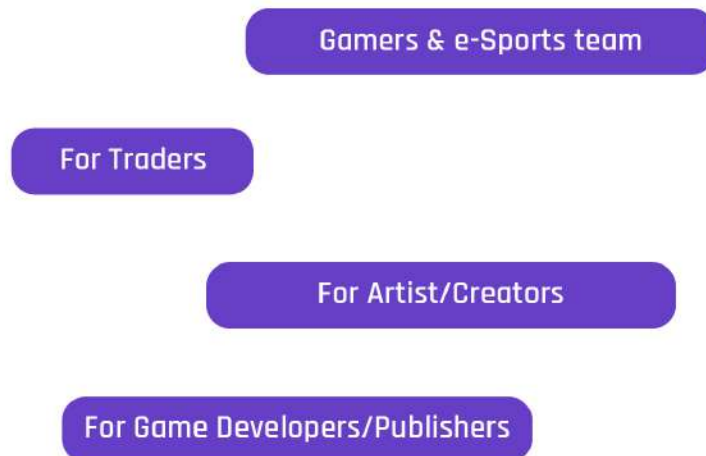 Gamers & e-Sports team
For Traders
For Artist/Creators
For Game Developers/Publishers